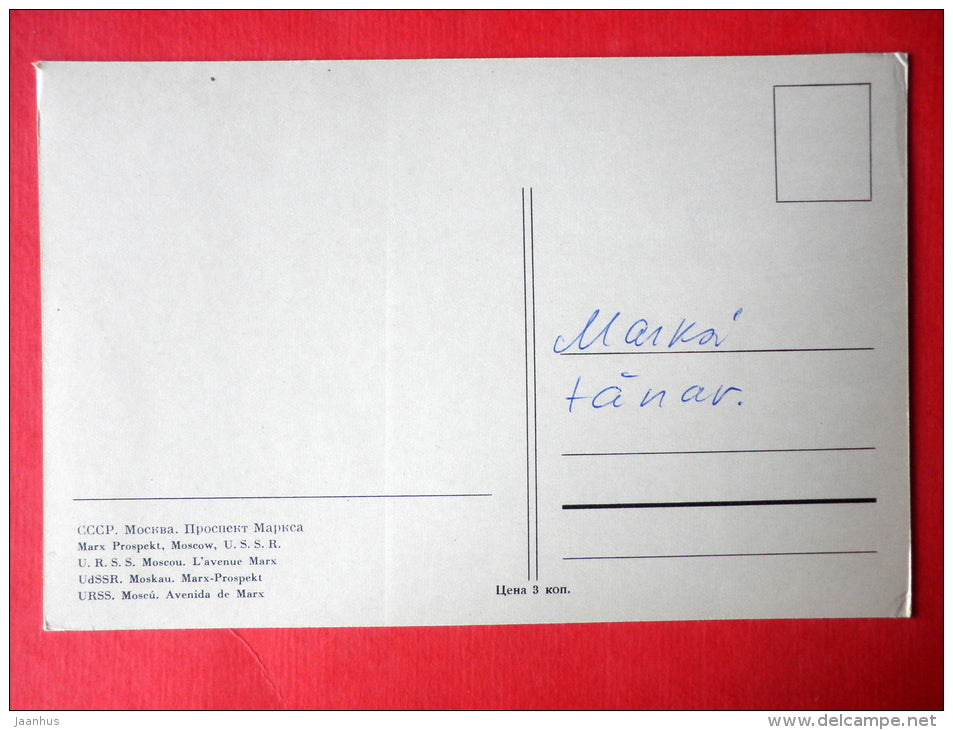 Marksi
tänav.
СССР. Москва. Проспект Маркса
Marx Prospekt, Moscow, U. S. S. R.
U. R. S. S. Moscou. L'avenue Marx
UdSSR. Moskau. Marx-Prospekt
URSS. Moscú. Avenida de Marx
Цена 3 коп.
Jaanhus
www.delcampe.net